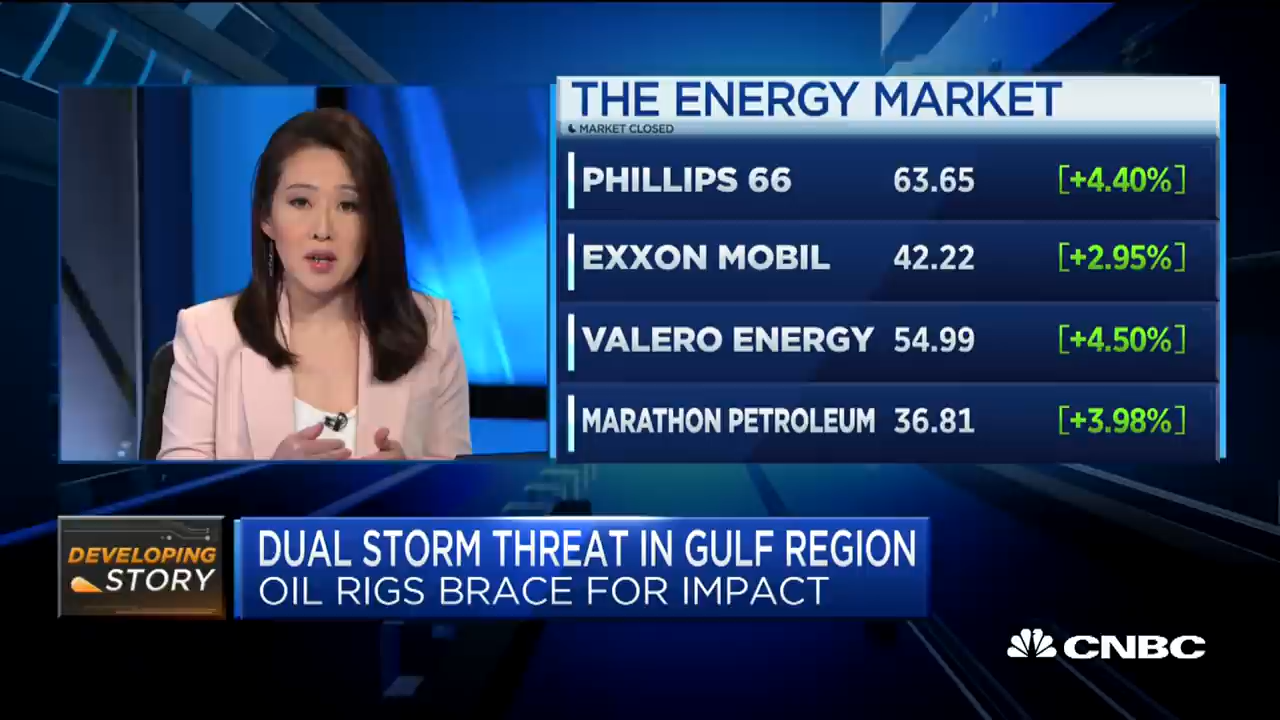 THE ENERGY MARKET
MARKET CLOSED
PHILLIPS 66 63.65 [+4.40%]
EXXON MOBIL 42.22 [+2.95%]
VALERO ENERGY 54.99 [+4.50%]
MARATHON PETROLEUM 36.81 [+3.98%]
DEVELOPING
STORY
DUAL STORM THREAT IN GULF REGION
OIL RIGS BRACE FOR IMPACT
CNBC